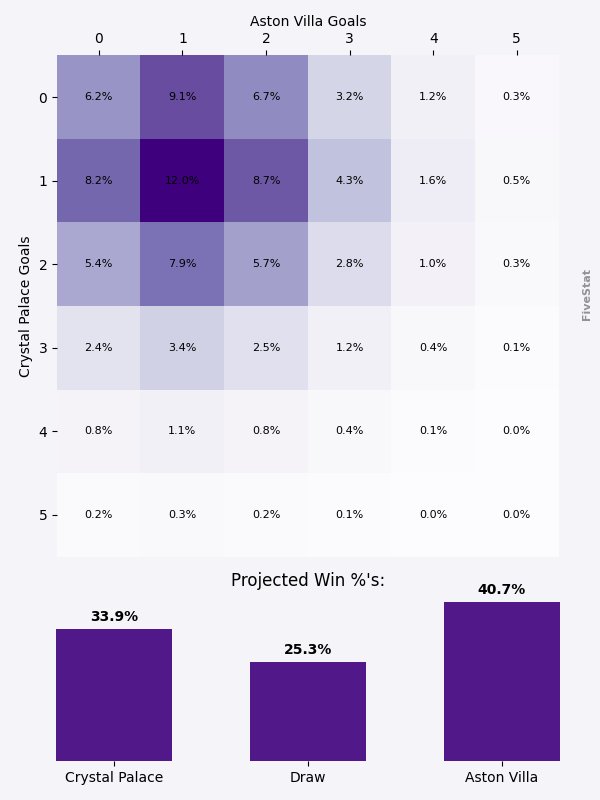 Aston Villa Goals
0 1 2 3 4 5
0 6.2% 9.1% 6.7% 3.2% 1.2% 0.3%
1 8.2% 12.0% 8.7% 4.3% 1.6% 0.5%
2 5.4% 7.9% 5.7% 2.8% 1.0% 0.3%
3 2.4% 3.4% 2.5% 1.2% 0.4% 0.1%
4 0.8% 1.1% 0.8% 0.4% 0.1% 0.0%
5 0.2% 0.3% 0.2% 0.1% 0.0% 0.0%
Crystal Palace Goals
FiveStat
Projected Win %'s:
33.9% 25.3% 40.7%
Crystal Palace Draw Aston Villa